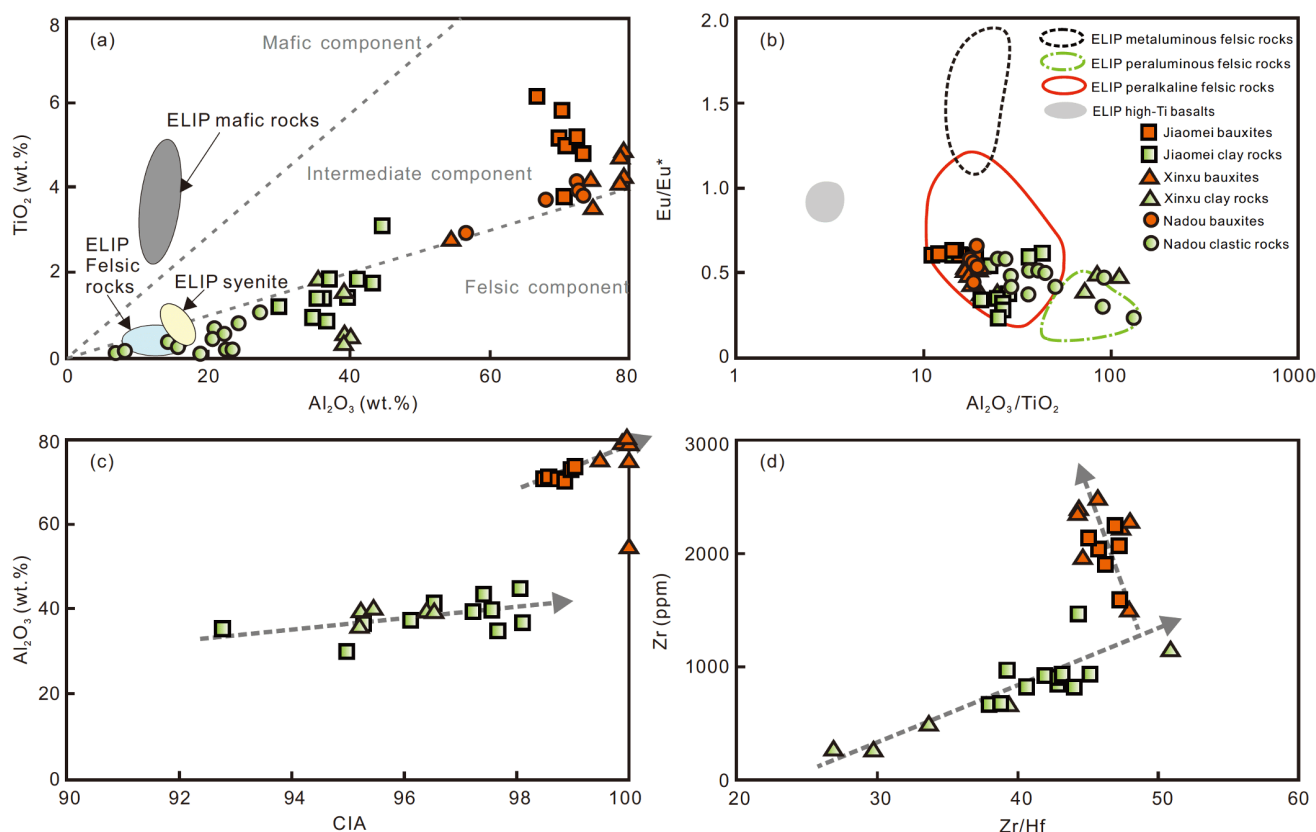 (a)
Mafic component
ELIP mafic rocks
Intermediate component
ELIP
Felsic
rocks
ELIP syenite
Felsic component
TiO₂ (wt.%)
8
6
4
2
0
0
20
40
60
80
Al₂O₃ (wt.%)
(b)
ELIP metaluminous felsic rocks
ELIP peraluminous felsic rocks
ELIP peralkaline felsic rocks
ELIP high-Ti basalts
Jiaomei bauxites
Jiaomei clay rocks
Xinxu bauxites
Xinxu clay rocks
Nadou bauxites
Nadou clastic rocks
Eu/Eu*
2.0
1.5
1.0
0.5
0
1
10
100
1000
Al₂O₃/TiO₂
(c)
Al₂O₃ (wt.%)
80
60
40
20
0
90
92
94
96
98
100
CIA
(d)
Zr (ppm)
3000
2000
1000
0
20
30
40
50
60
Zr/Hf